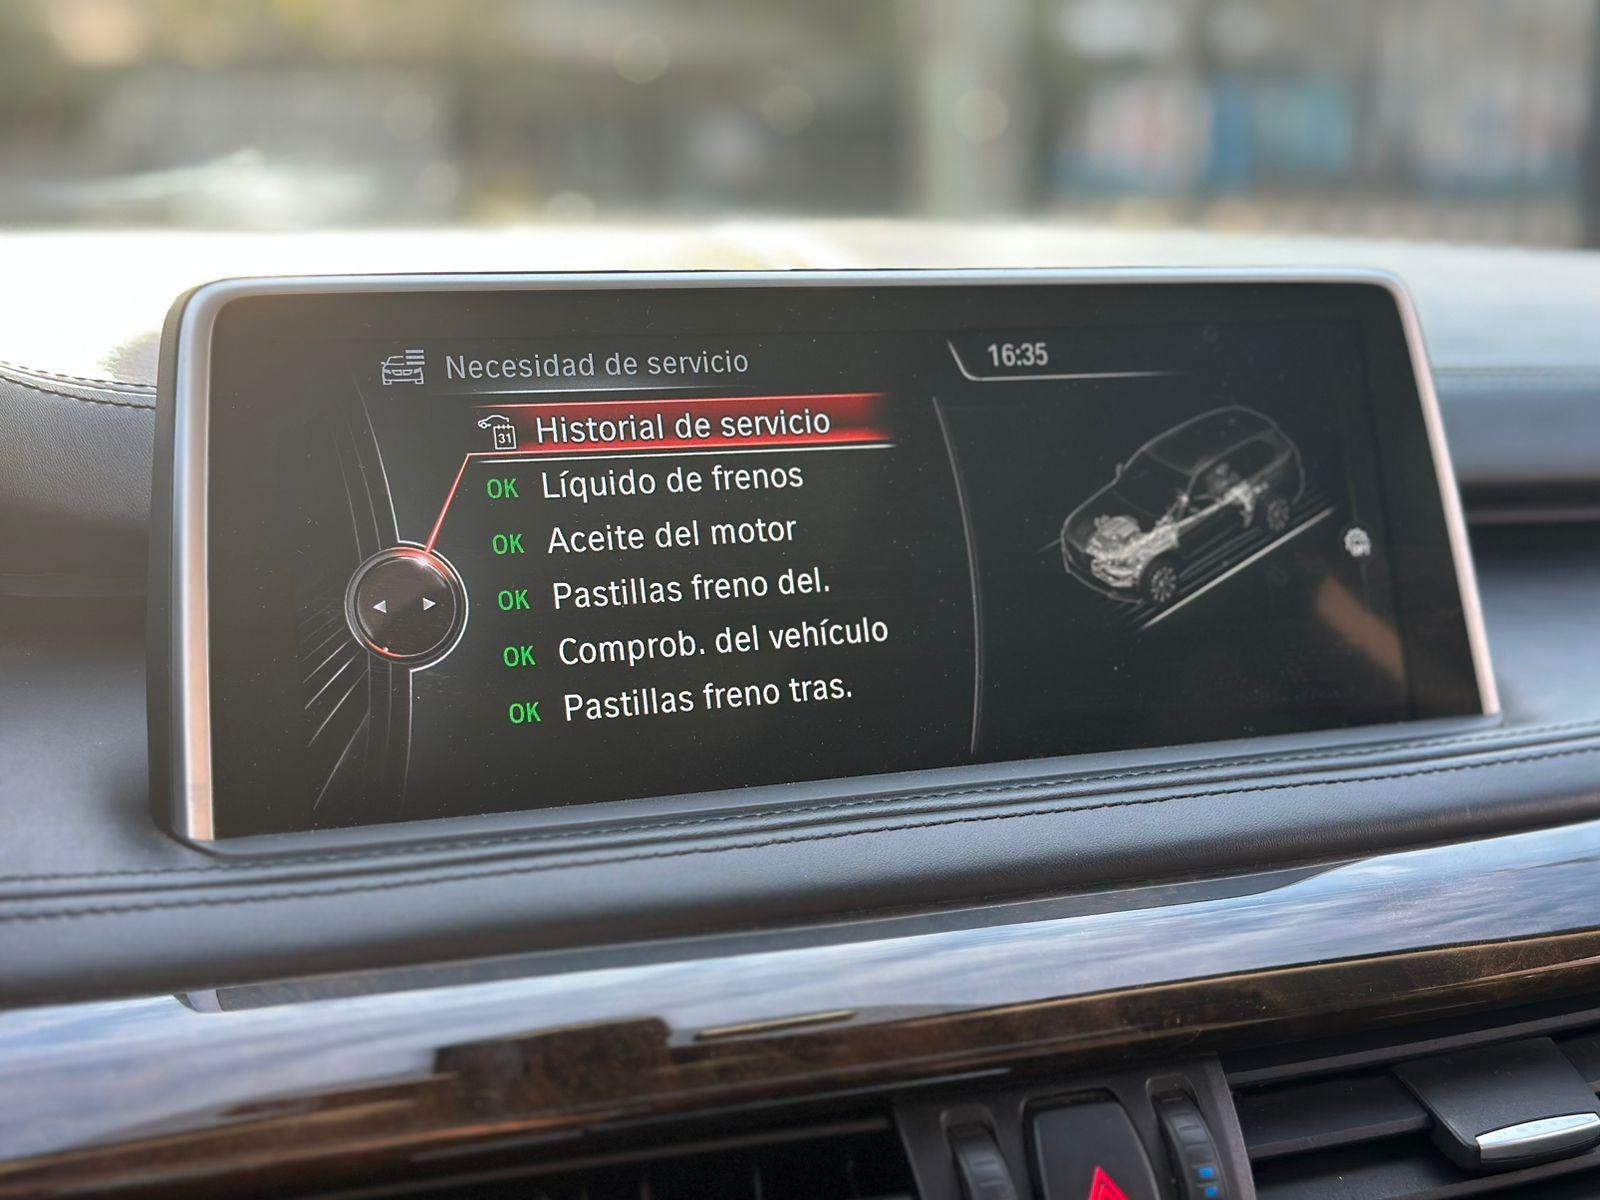 Necesidad de servicio
16:35
31 Historial de servicio
OK Líquido de frenos
OK Aceite del motor
OK Pastillas freno del.
OK Comprob. del vehículo
OK Pastillas freno tras.